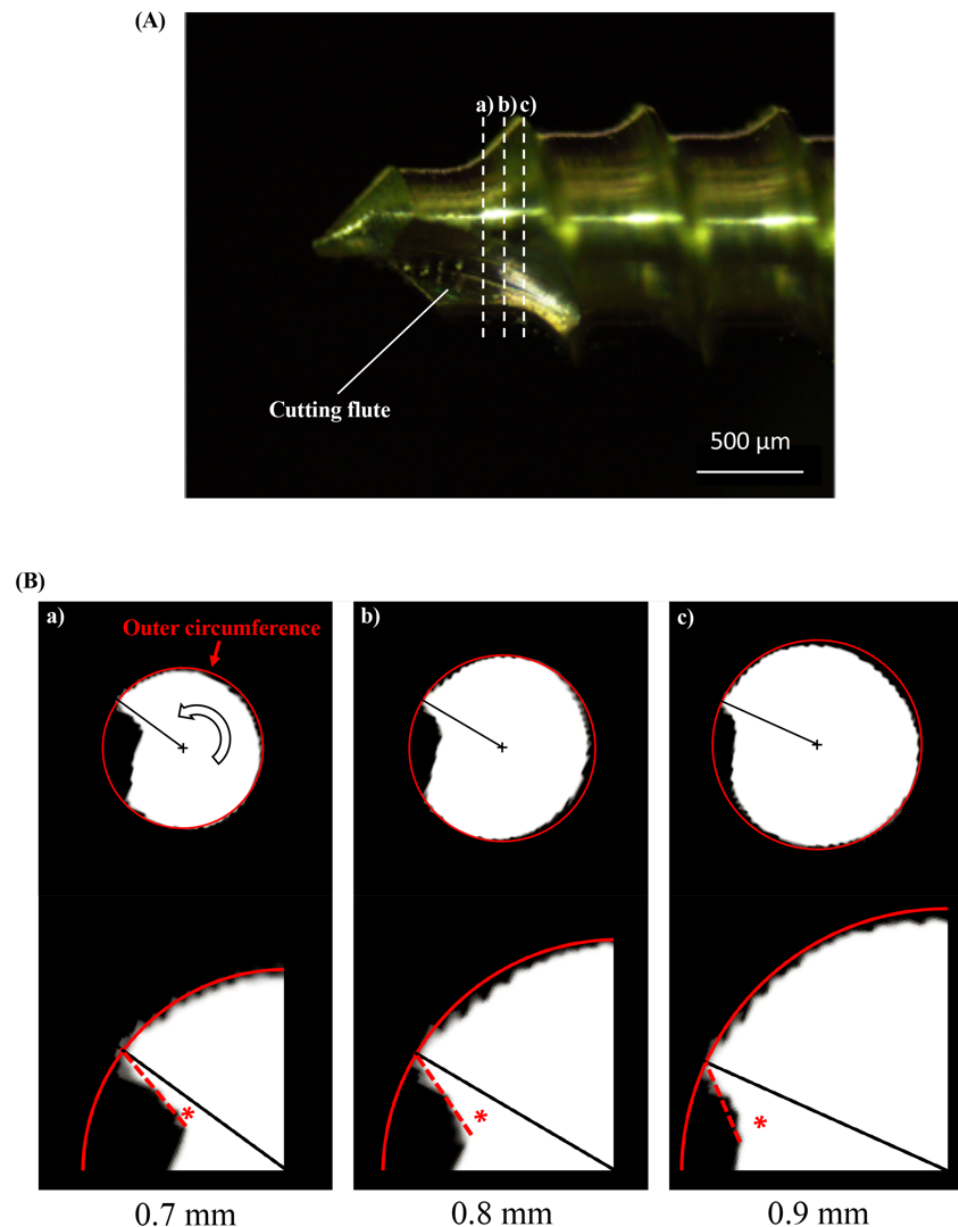 (A)
a) b) c)
Cutting flute
500 µm
(B)
a)
Outer circumference
b)
c)
*
*
*
0.7 mm
0.8 mm
0.9 mm